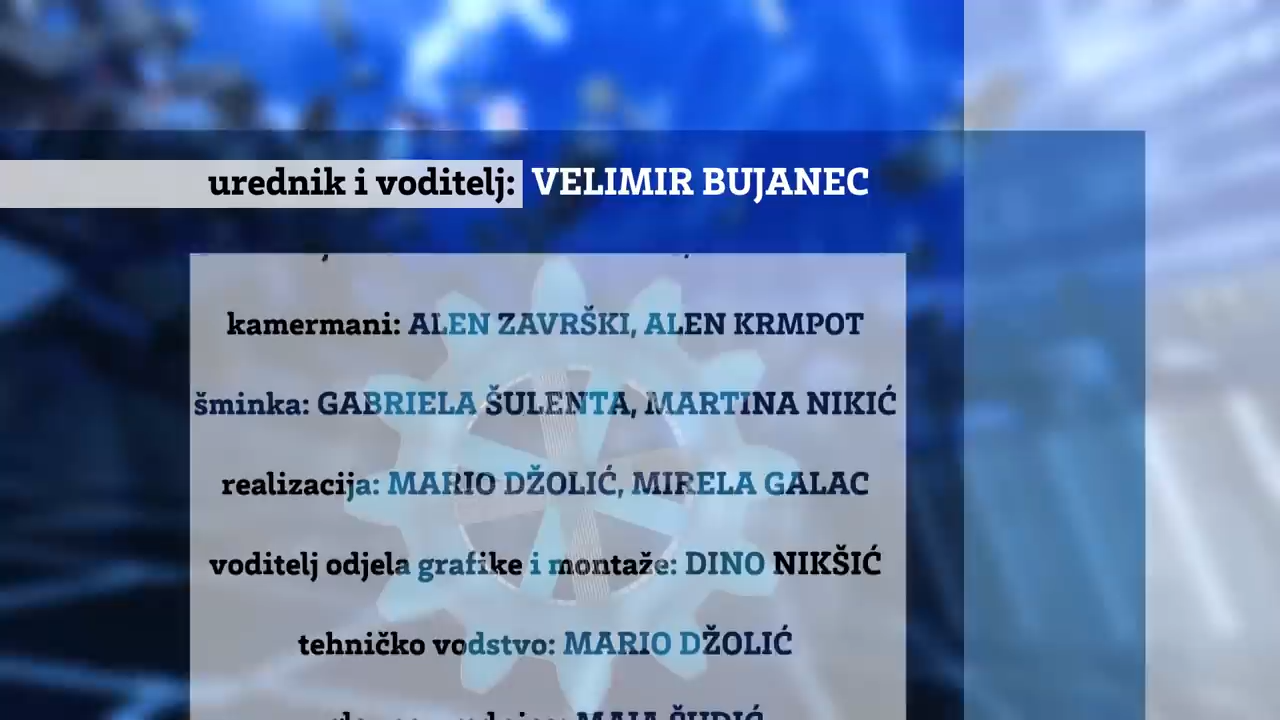 urednik i voditelj: VELIMIR BUJANEC
kamermani: ALEN ZAVRŠKI, ALEN KRMPOT
šminka: GABRIELA ŠULENTA, MARTINA NIKIĆ
realizacija: MARIO DŽOLIĆ, MIRELA GALAC
voditelj odjela grafike i montaže: DINO NIKŠIĆ
tehničko vodstvo: MARIO DŽOLIĆ